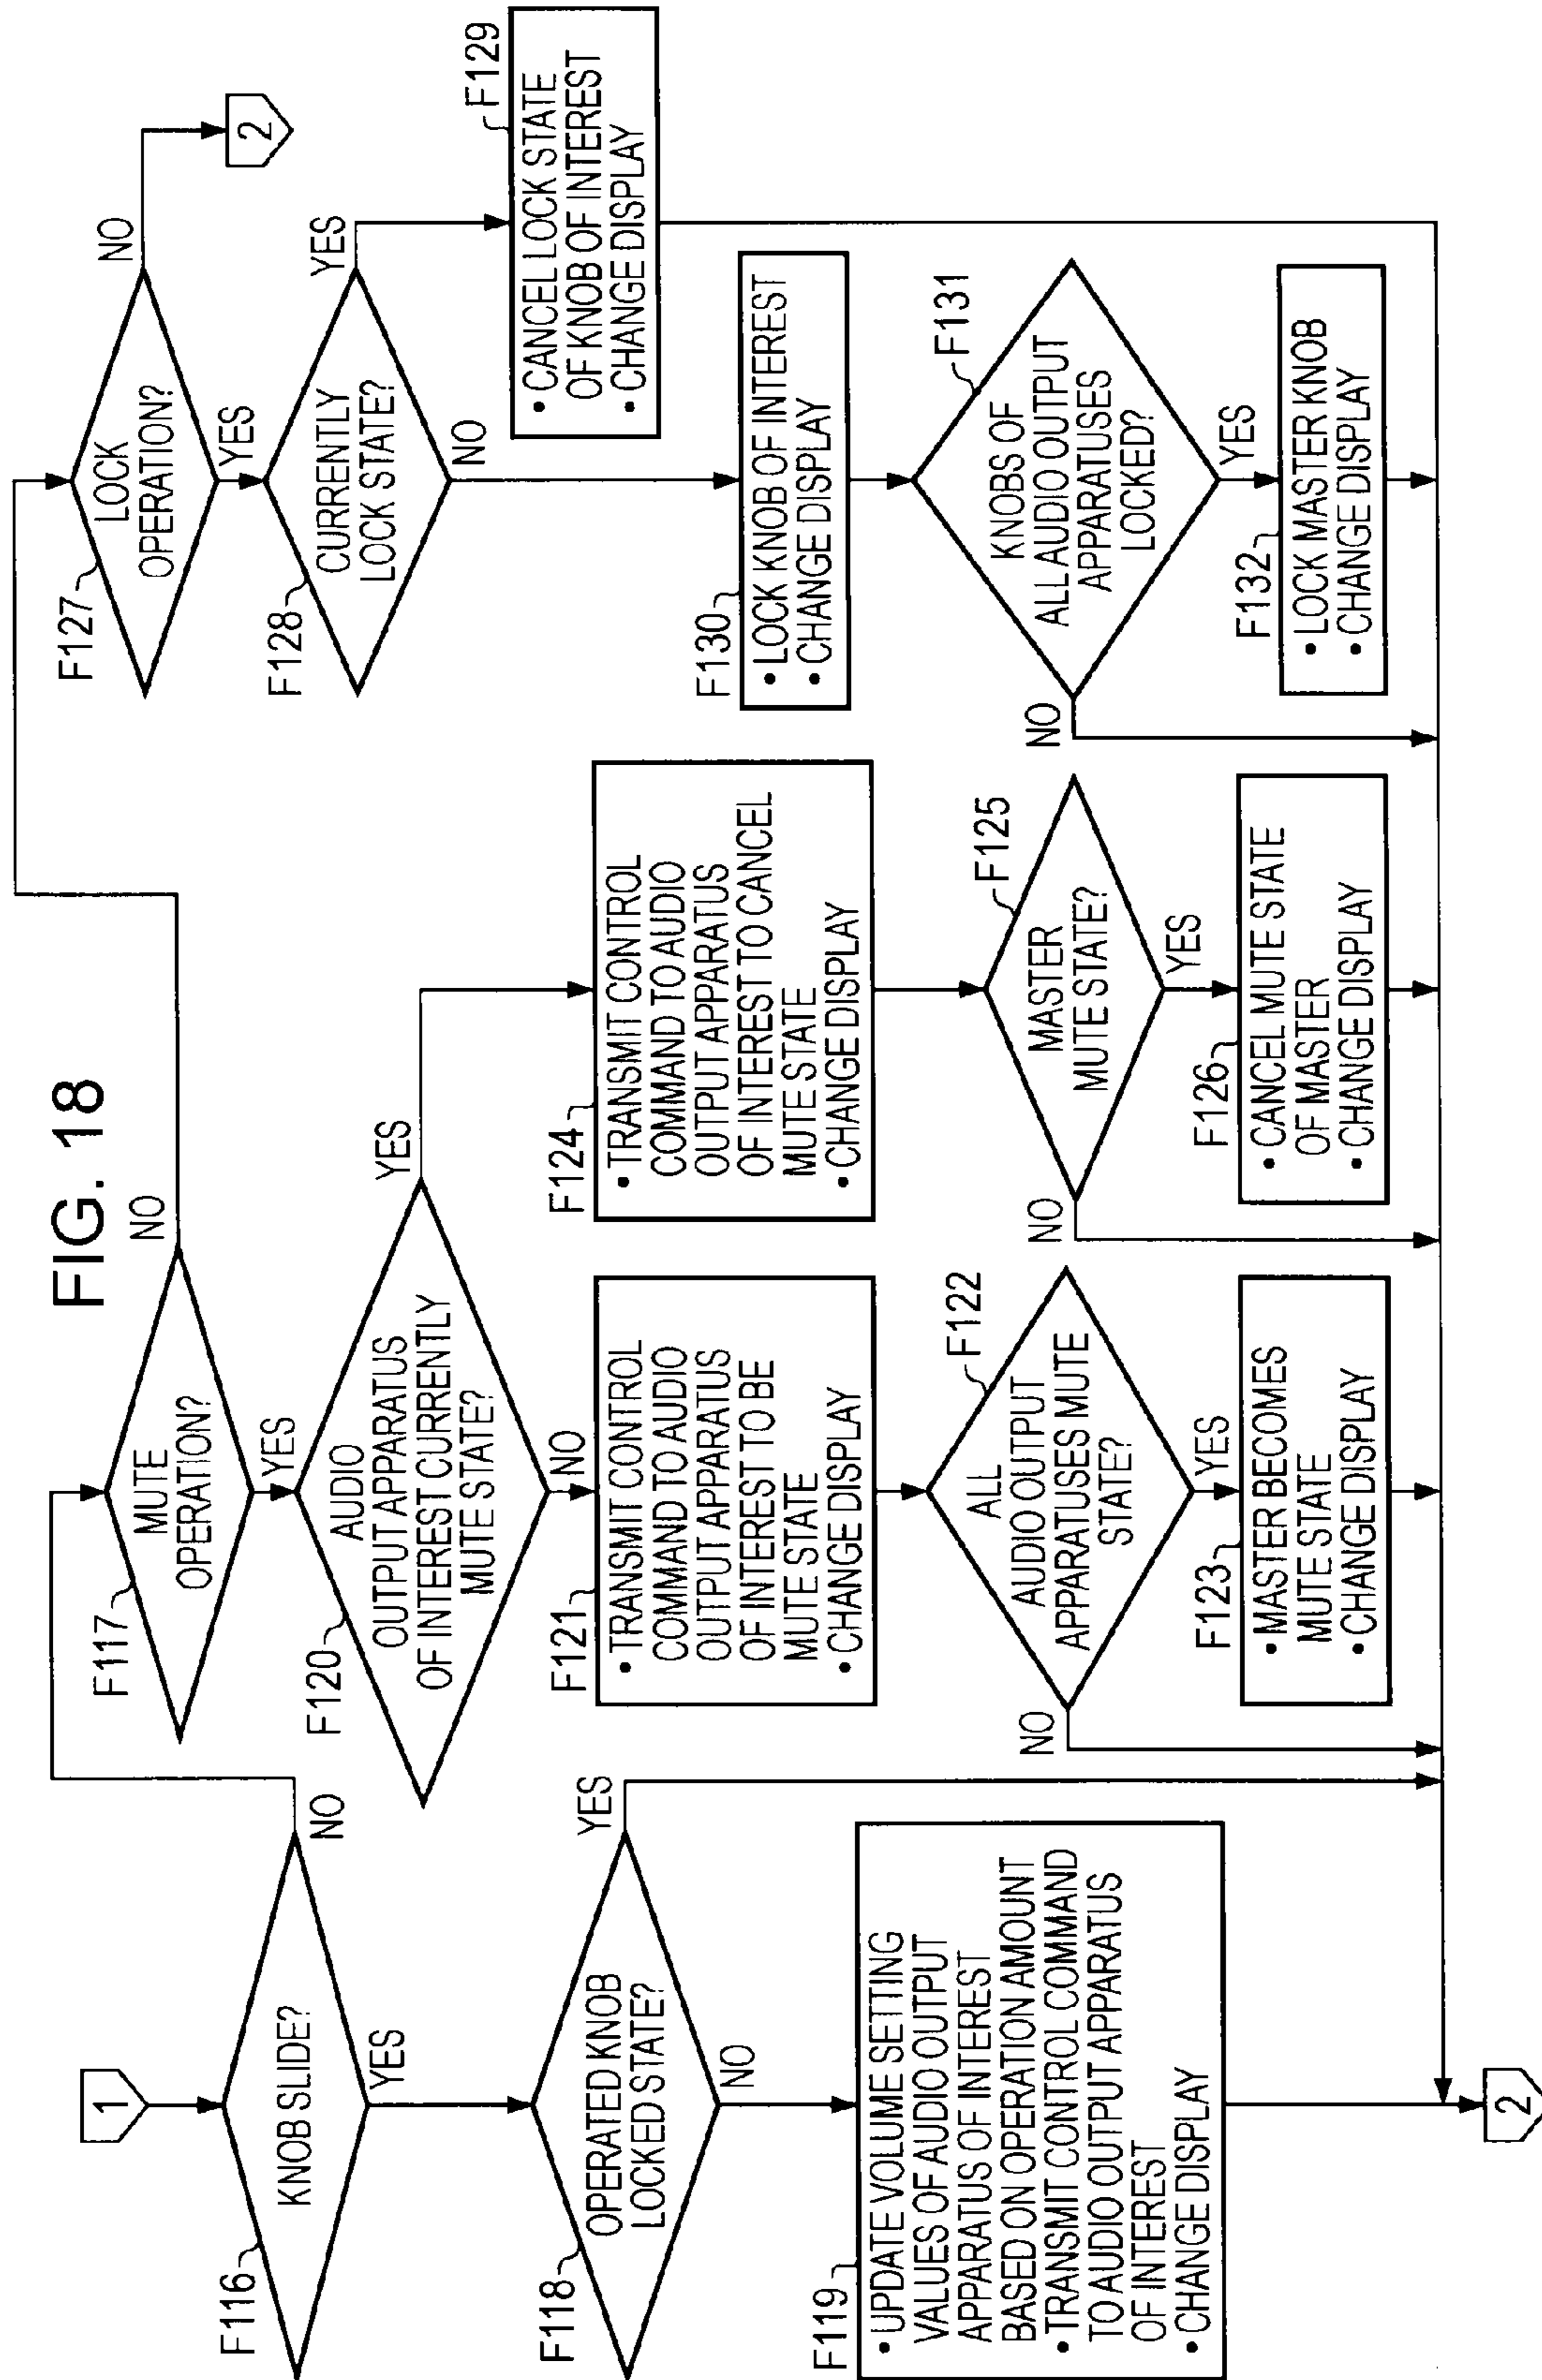 FIG. 18
1
F116
KNOB SLIDE?
NO
YES
F118
OPERATED KNOB
LOCKED STATE?
YES
NO
F119
• UPDATE VOLUME SETTING
VALUES OF AUDIO OUTPUT
APPARATUS OF INTEREST
BASED ON OPERATION AMOUNT
• TRANSMIT CONTROL COMMAND
TO AUDIO OUTPUT APPARATUS
OF INTEREST
• CHANGE DISPLAY
2
F117
MUTE
OPERATION?
NO
YES
F120
AUDIO
OUTPUT APPARATUS
OF INTEREST CURRENTLY
MUTE STATE?
YES
NO
F121
• TRANSMIT CONTROL
COMMAND TO AUDIO
OUTPUT APPARATUS
OF INTEREST TO BE
MUTE STATE
• CHANGE DISPLAY
F122
ALL
AUDIO OUTPUT
APPARATUSES MUTE
STATE?
NO
YES
F123
• MASTER BECOMES
MUTE STATE
• CHANGE DISPLAY
F124
• TRANSMIT CONTROL
COMMAND TO AUDIO
OUTPUT APPARATUS
OF INTEREST TO CANCEL
MUTE STATE
• CHANGE DISPLAY
F125
MASTER
MUTE STATE?
NO
YES
F126
• CANCEL MUTE STATE
OF MASTER
• CHANGE DISPLAY
F127
LOCK
OPERATION?
NO
2
YES
F128
CURRENTLY
LOCK STATE?
YES
NO
F129
• CANCEL LOCK STATE
OF KNOB OF INTEREST
• CHANGE DISPLAY
F130
• LOCK KNOB OF INTEREST
• CHANGE DISPLAY
F131
KNOBS OF
ALL AUDIO OUTPUT
APPARATUSES
LOCKED?
NO
YES
F132
• LOCK MASTER KNOB
• CHANGE DISPLAY